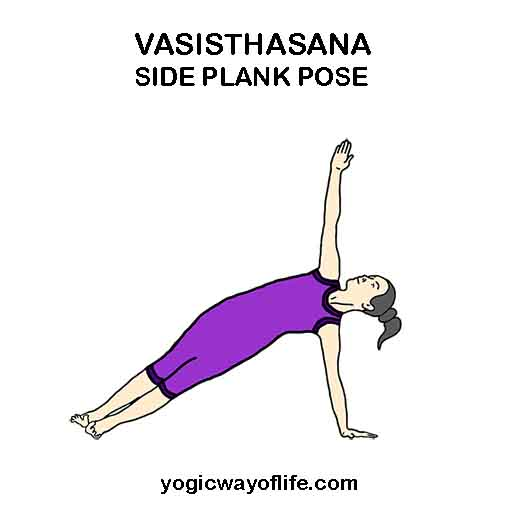 VASISTHASANA
SIDE PLANK POSE
yogicwayoflife.com